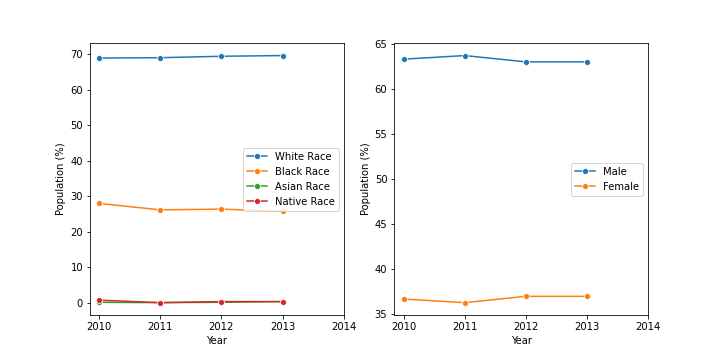 70
60
50
40
30
20
10
0
Population (%)
White Race
Black Race
Asian Race
Native Race
2010 2011 2012 2013 2014
Year
65
60
55
50
45
40
35
Population (%)
Male
Female
2010 2011 2012 2013 2014
Year